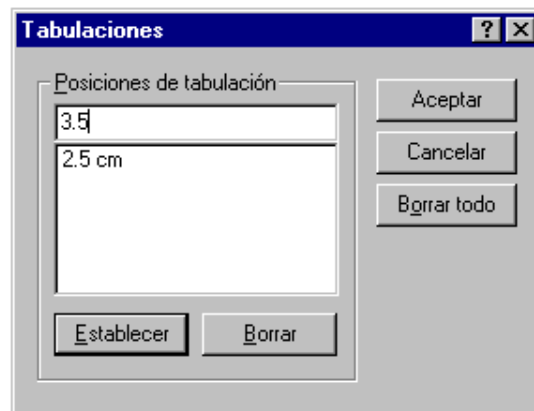 Tabulaciones
Posiciones de tabulación
3.5
2.5 cm
Establecer
Borrar
Aceptar
Cancelar
Borrar todo